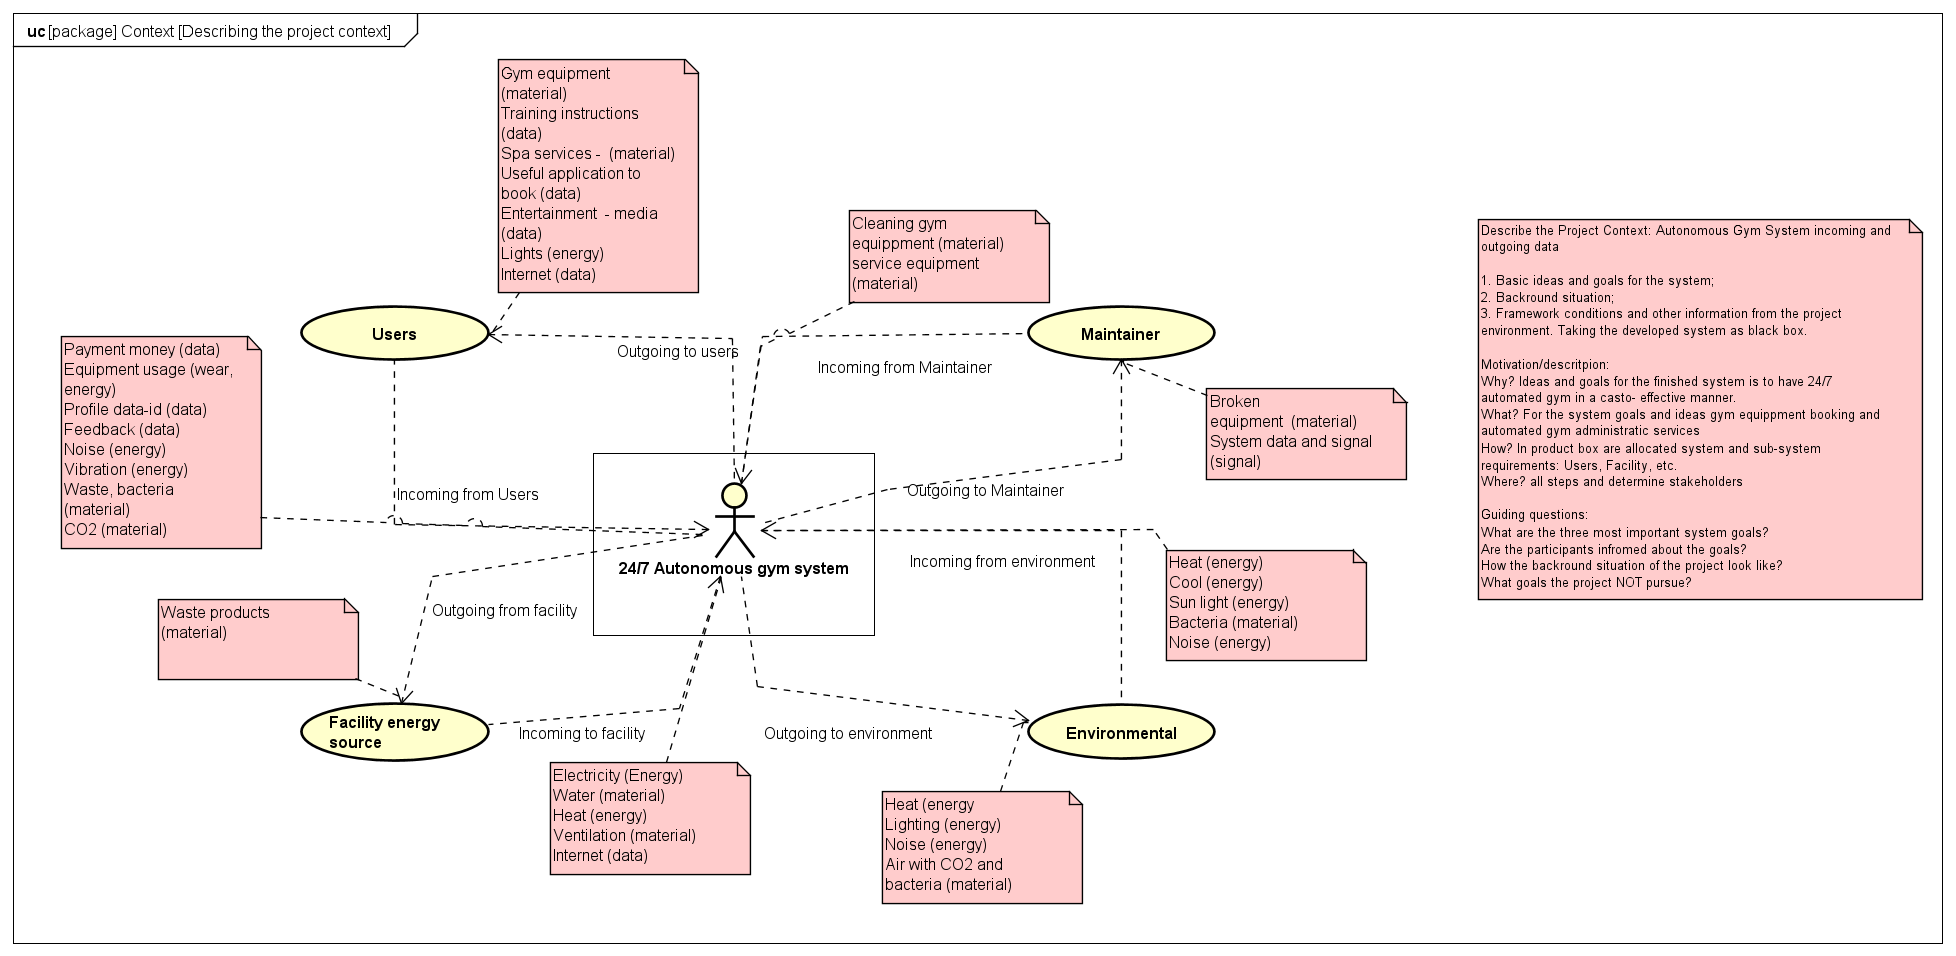 uc [package] Context [Describing the project context]
Gym equipment
(material)
Training instructions
(data)
Spa services -  (material)
Useful application to
book (data)
Entertainment  - media
(data)
Lights (energy)
Internet (data)
Cleaning gym
equippment (material)
service equipment
(material)
Describe the Project Context: Autonomous Gym System incoming and
outgoing data
1. Basic ideas and goals for the system;
2. Backround situation;
3. Framework conditions and other information from the project
environment. Taking the developed system as black box.
Motivation/descritpion:
Why? Ideas and goals for the finished system is to have 24/7
automated gym in a casto- effective manner.
What? For the system goals and ideas gym equippment booking and
automated gym administratic services
How? In product box are allocated system and sub-system
requirements: Users, Facility, etc.
Where? all steps and determine stakeholders
Guiding questions:
What are the three most important system goals?
Are the participants infromed about the goals?
How the backround situation of the project look like?
What goals the project NOT pursue?
Users
Maintainer
Outgoing to users
Incoming from Maintainer
Payment money (data)
Equipment usage (wear,
energy)
Profile data-id (data)
Feedback (data)
Noise (energy)
Vibration (energy)
Waste, bacteria
(material)
CO2 (material)
Broken
equipment  (material)
System data and signal
(signal)
Incoming from Users
Outgoing to Maintainer
24/7 Autonomous gym system
Incoming from environment
Heat (energy)
Cool (energy)
Sun light (energy)
Bacteria (material)
Noise (energy)
Outgoing from facility
Waste products
(material)
Facility energy
source
Incoming to facility
Outgoing to environment
Environmental
Electricity (Energy)
Water (material)
Heat (energy)
Ventilation (material)
Internet (data)
Heat (energy
Lighting (energy)
Noise (energy)
Air with CO2 and
bacteria (material)